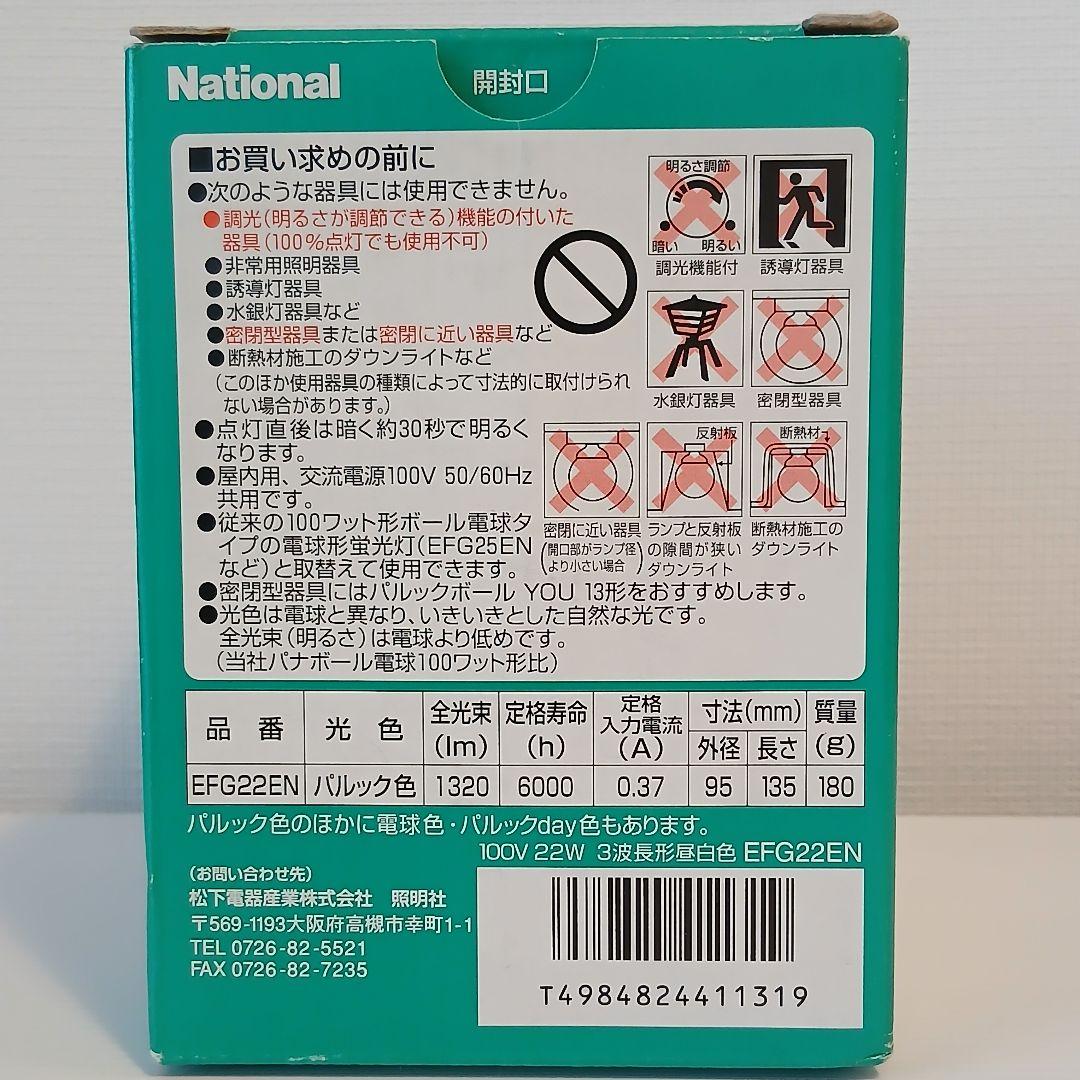 National
開封口
■お買い求めの前に
●次のような器具には使用できません。
●調光(明るさが調節できる)機能の付いた
器具(100%点灯でも使用不可)
●非常用照明器具
●誘導灯器具
●水銀灯器具など
●密閉型器具または密閉に近い器具など
●断熱材施工のダウンライトなど
(このほか使用器具の種類によって寸法的に取付けられ
ない場合があります。)
●点灯直後は暗く約30秒で明るく
なります。
●屋内用、交流電源100V 50/60Hz
共用です。
●従来の100ワット形ボール電球タ
イプの電球形蛍光灯(EFG25EN
など)と取替えて使用できます。
●密閉型器具にはパルックボール YOU 13形をおすすめします。
●光色は電球と異なり、いきいきとした自然な光です。
全光束(明るさ)は電球より低めです。
(当社パナボール電球100ワット形比)
明るさ調節
暗い 明るい
調光機能付
誘導灯器具
水銀灯器具
密閉型器具
密閉に近い器具
(開口部がランプ径
より小さい場合)
反射板
ランプと反射板
の隙間が狭い
ダウンライト
断熱材
断熱材施工の
ダウンライト
品番 光色 全光束(lm) 定格寿命(h) 定格入力電流(A) 寸法(mm) 外径 長さ 質量(g)
EFG22EN パルック色 1320 6000 0.37 95 135 180
パルック色のほかに電球色・パルックday色もあります。
100V 22W 3波長形昼白色 EFG22EN
(お問い合わせ先)
松下電器産業株式会社 照明社
〒569-1193大阪府高槻市幸町1-1
TEL 0726-82-5521
FAX 0726-82-7235
T4984824411319